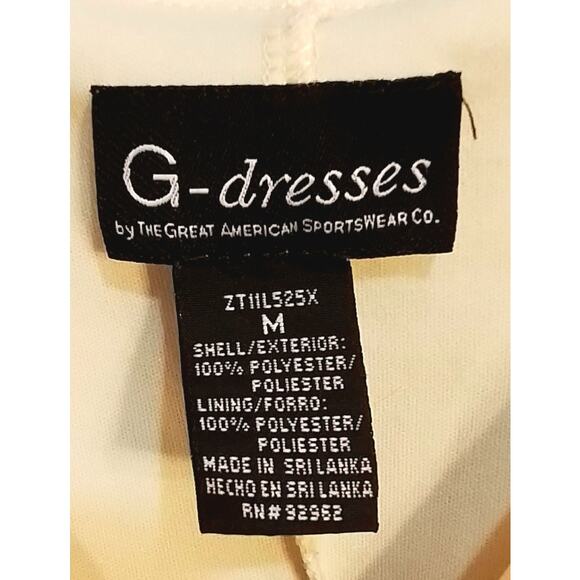 G-dresses
by THE GREAT AMERICAN SPORTSWEAR CO.
ZT11L525X
M
SHELL/EXTERIOR:
100% POLYESTER/
POLIESTER
LINING/FORRO:
100% POLYESTER/
POLIESTER
MADE IN SRI LANKA
HECHO EN SRI LANKA
RN# 92952